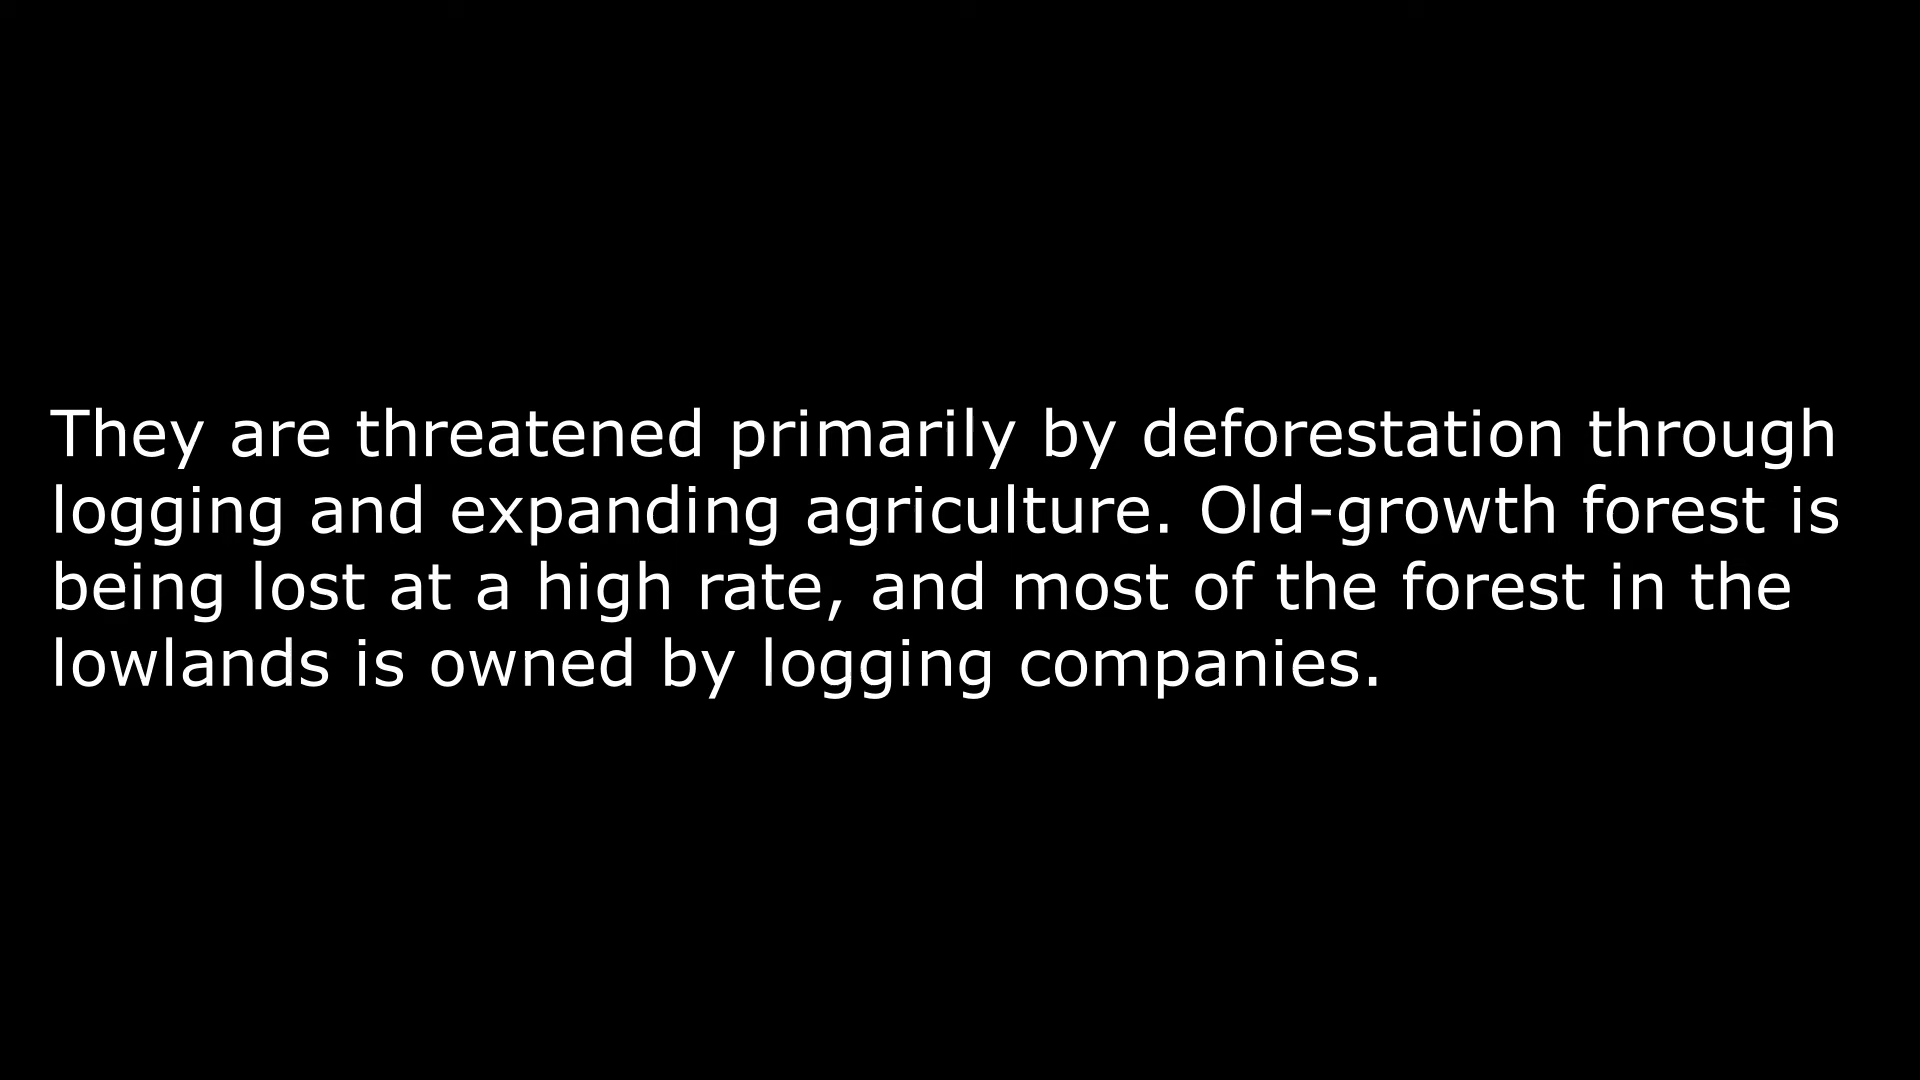 They are threatened primarily by deforestation through
logging and expanding agriculture. Old-growth forest is
being lost at a high rate, and most of the forest in the
lowlands is owned by logging companies.